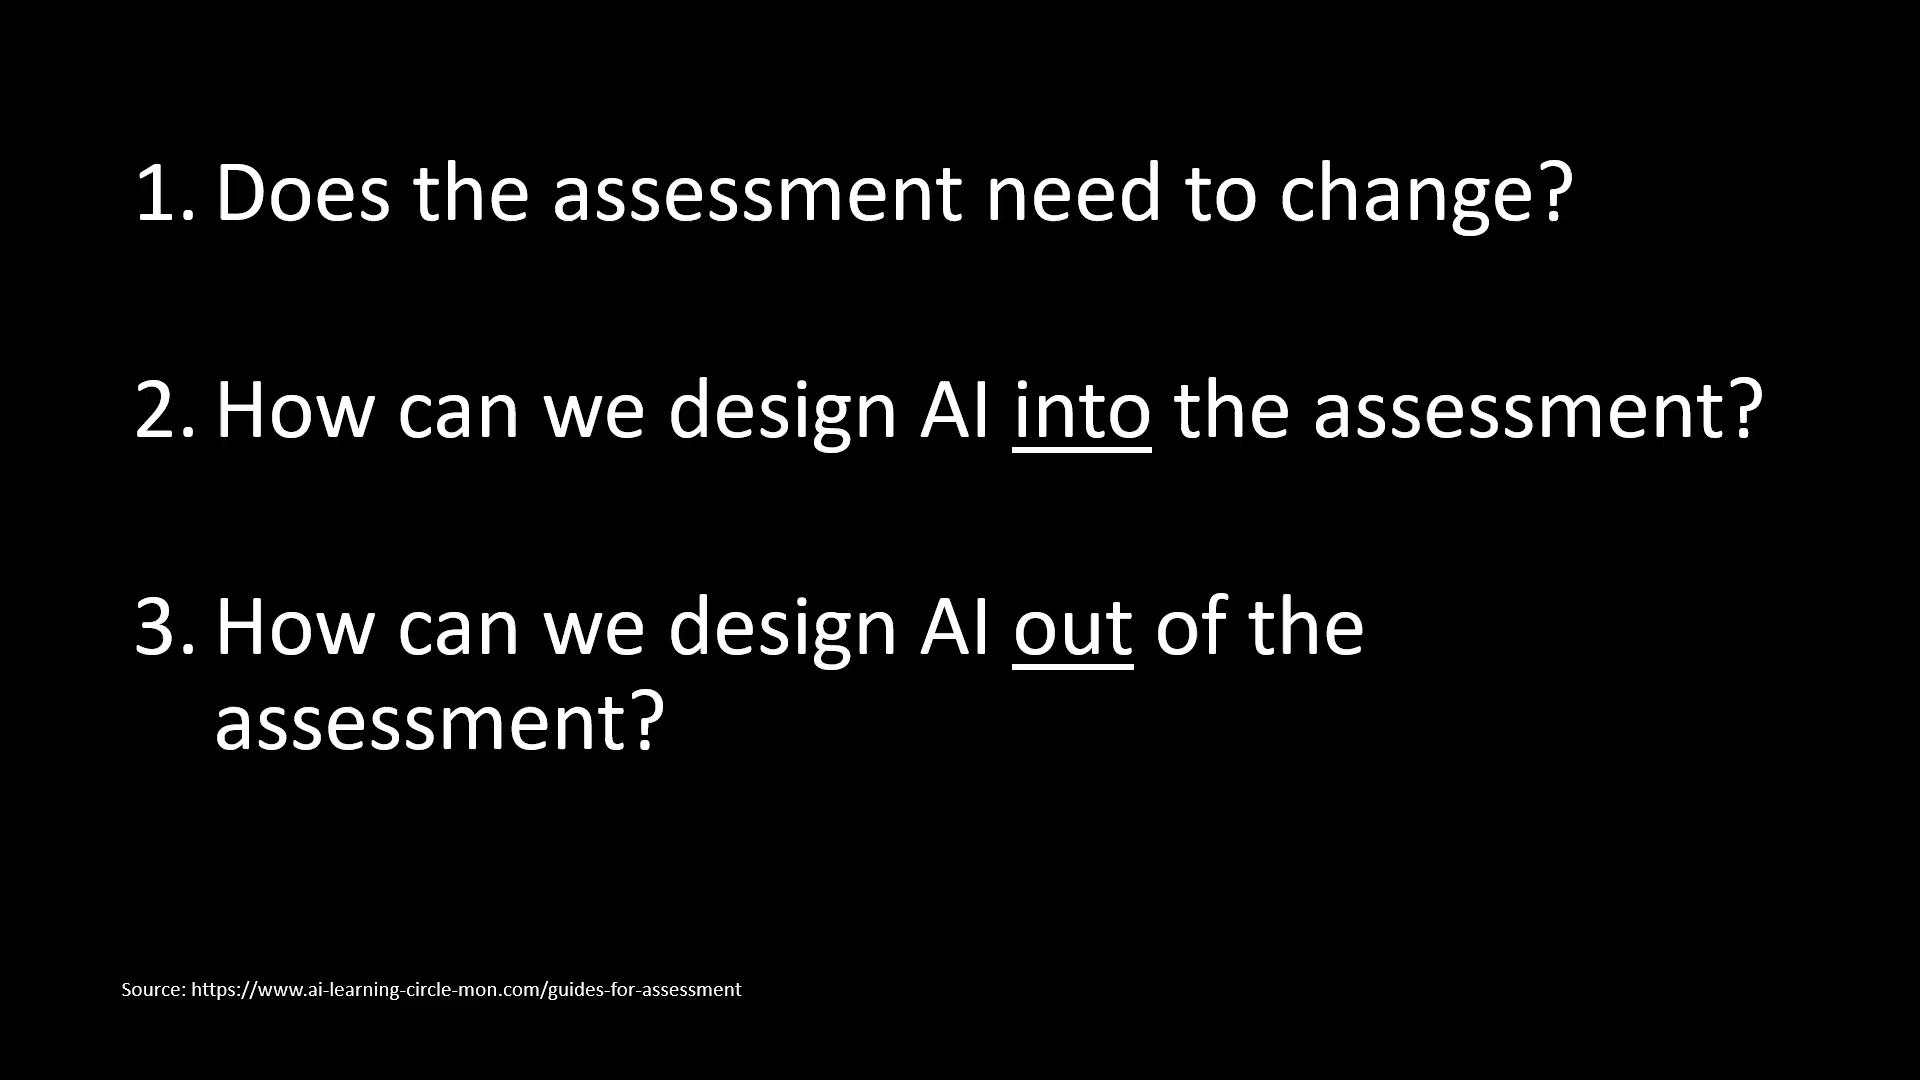 1. Does the assessment need to change?
2. How can we design AI into the assessment?
3. How can we design AI out of the
assessment?
Source: https://www.ai-learning-circle-mon.com/guides-for-assessment